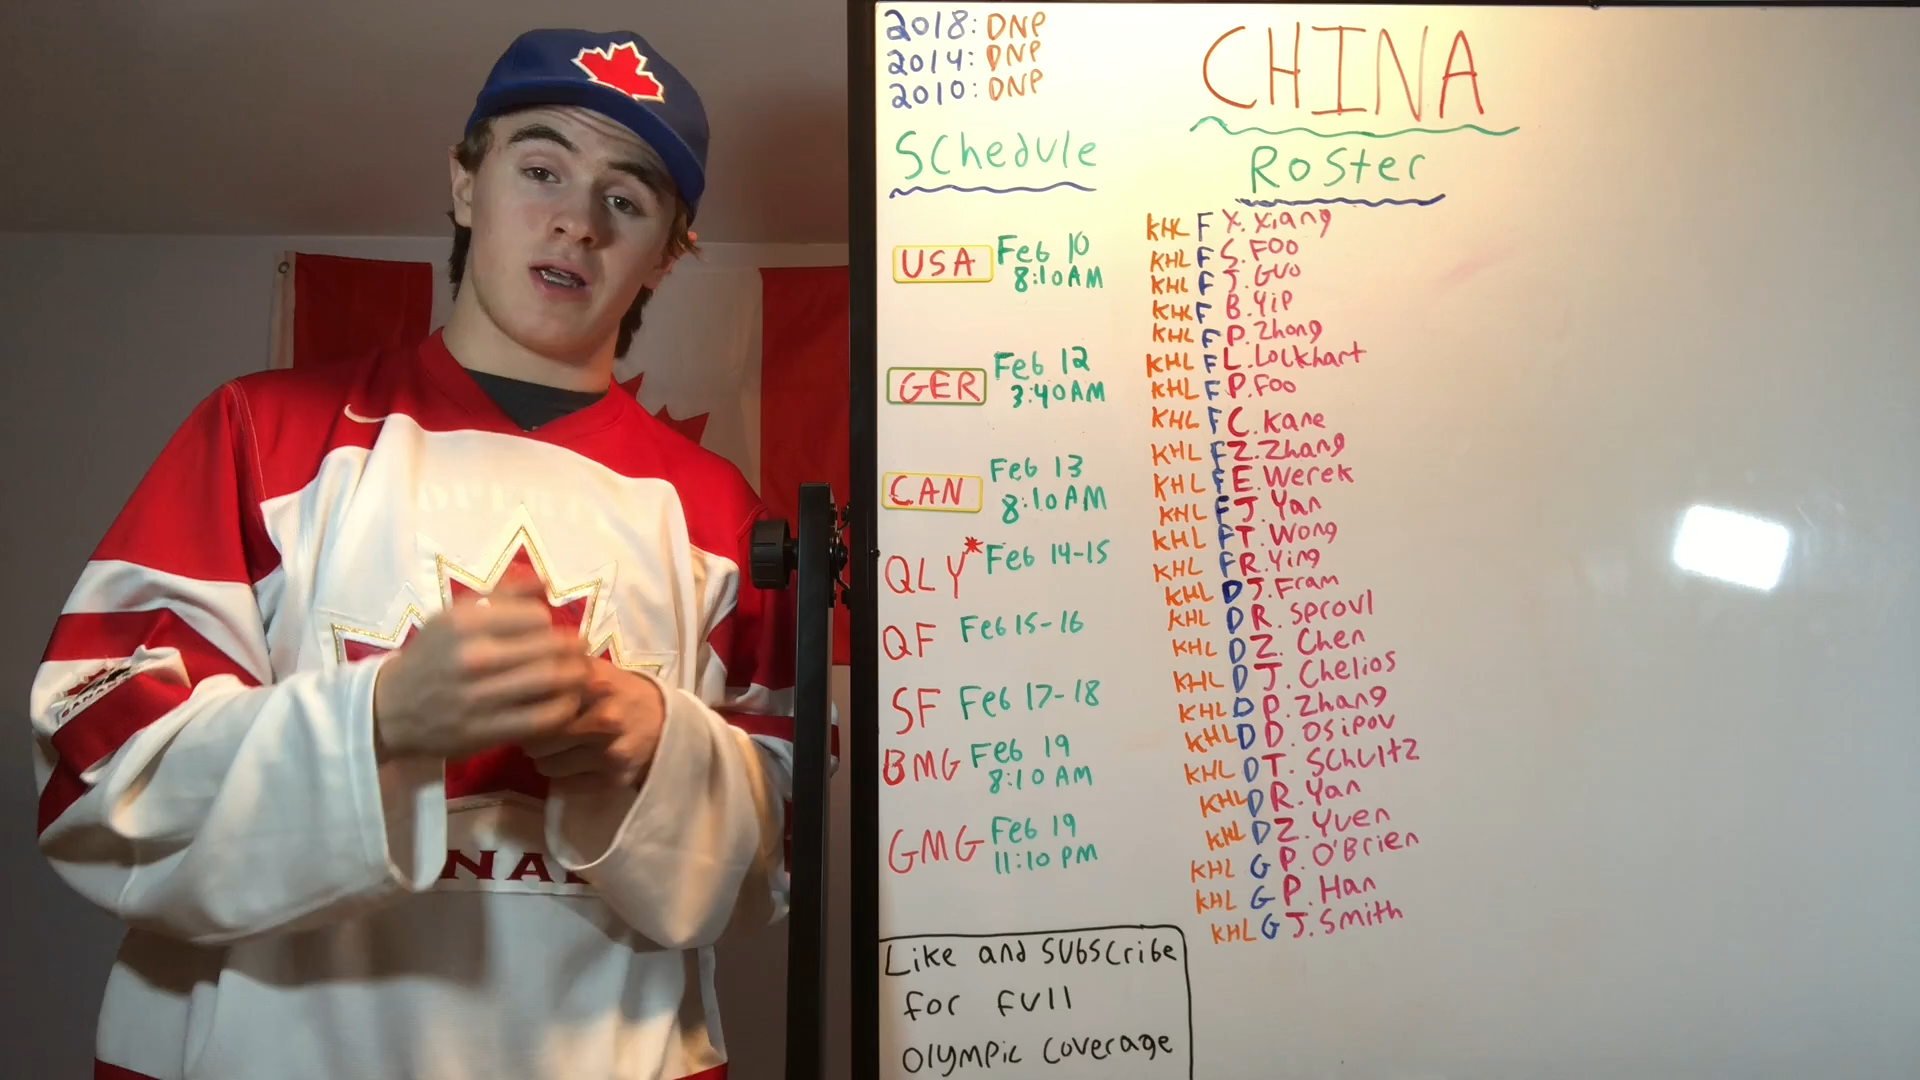 2018: DNP
2014: DNP
2010: DNP
Schedule
USA Feb 10
8:10 AM
GER Feb 12
3:40 AM
CAN Feb 13
8:10 AM
QLY* Feb 14-15
QF Feb 15-16
SF Feb 17-18
BMG Feb 19
8:10 AM
GMG Feb 19
11:10 PM
Like and subscribe
for full
Olympic coverage
CHINA
Roster
KHL F X. Xiang
KHL F S. Foo
KHL F J. Guo
KHL F B. Yip
KHL F P. Zhong
KHL F L. Lockhart
KHL F P. Foo
KHL F C. Kane
KHL F Z. Zhang
KHL F E. Werek
KHL F J. Yan
KHL F T. Wong
KHL F R. Ying
KHL D J. Fram
KHL D R. Sproul
KHL D Z. Chen
KHL D J. Chelios
KHL D P. Zhang
KHL D D. Osipov
KHL D T. Schultz
KHL D R. Yan
KHL D Z. Yuen
KHL G P. O'Brien
KHL G P. Han
KHL G J. Smith